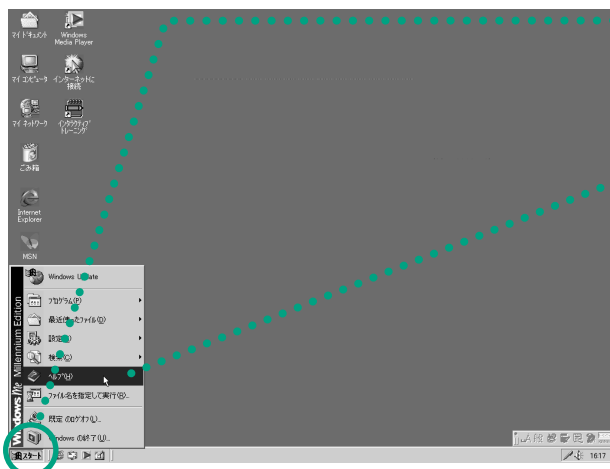 マイ ドキュメント
Windows
Media Player
マイ コンピュータ
インターネットに
接続
マイ ネットワーク
インタラクティブ
トレーニング
ごみ箱
Internet
Explorer
MSN
Windows Me Millennium Edition
Windows Update
プログラム(P)
最近使ったファイル(D)
設定(S)
検索(C)
ヘルプ(H)
ファイル名を指定して実行(R)...
既定 のログオフ(L)...
Windows の終了(U)...
スタート
A 般
16:17